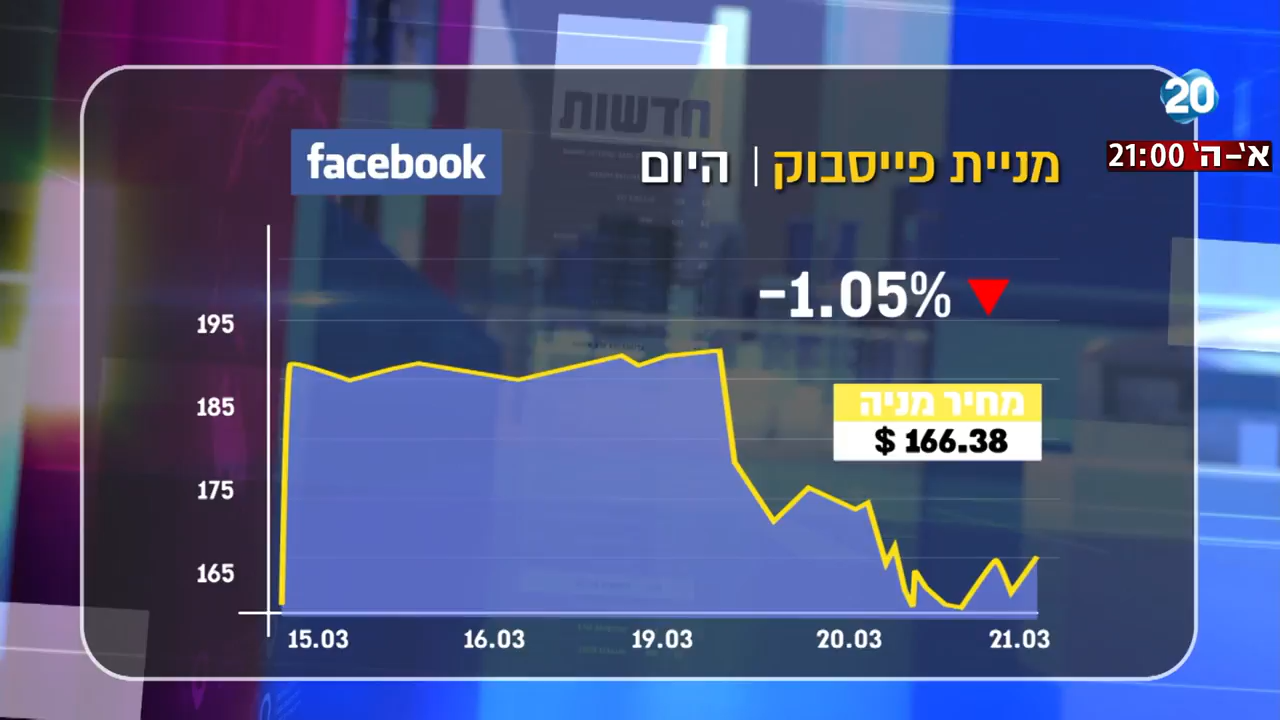 20
א'-ה' 21:00
חדשות
מניית פייסבוק | היום
facebook
-1.05%
מחיר מניה
$ 166.38
195
185
175
165
15.03 16.03 19.03 20.03 21.03